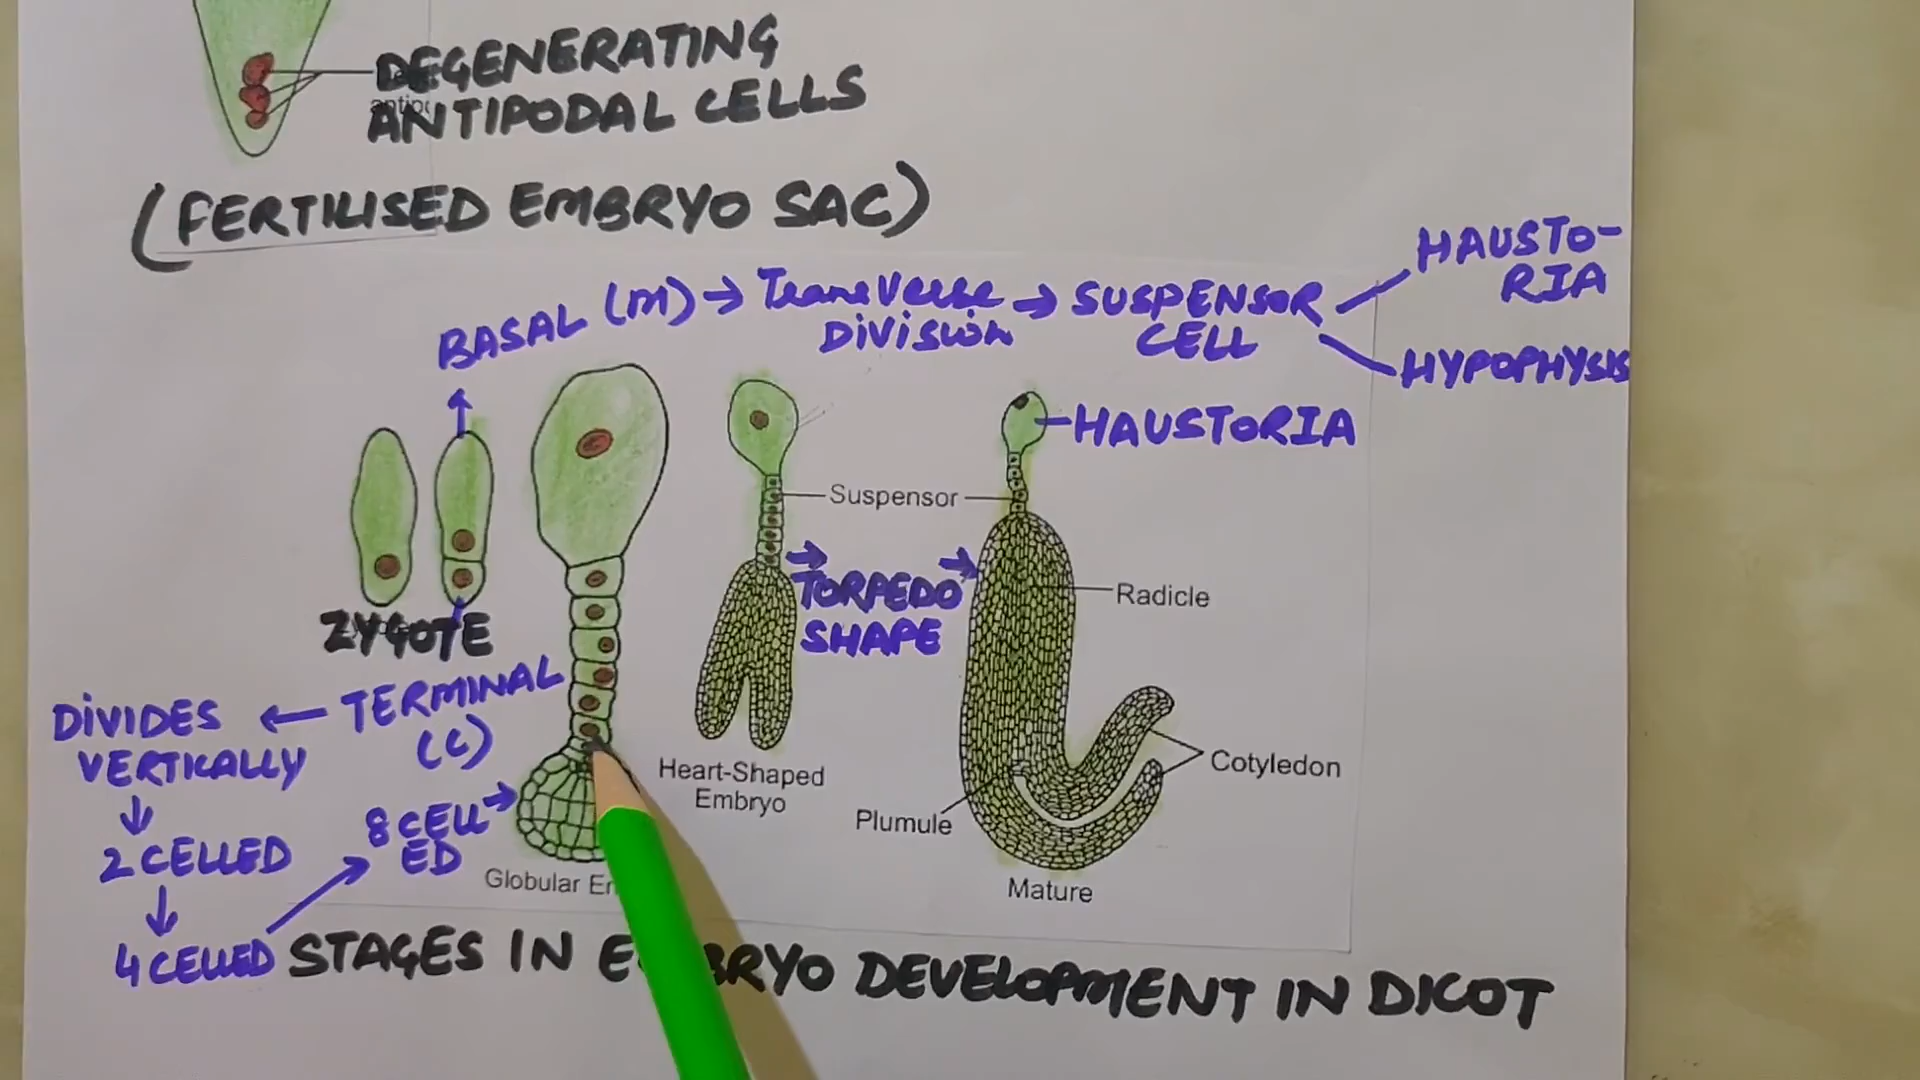 DEGENERATING
ANTIPODAL CELLS
(FERTILISED EMBRYO SAC)
HAUSTO-
RIA
BASAL (M) → Transverse → SUSPENSOR
DIVISION CELL
HYPOPHYSIS
HAUSTORIA
Suspensor
TORPEDO
SHAPE
Radicle
ZYGOTE
DIVIDES ← TERMINAL
VERTICALLY (C)
Heart-Shaped
Embryo
Cotyledon
Plumule
2 CELLED
8 CELL
ED
Globular
Mature
4 CELLED
STAGES IN E BRYO DEVELOPMENT IN DICOT